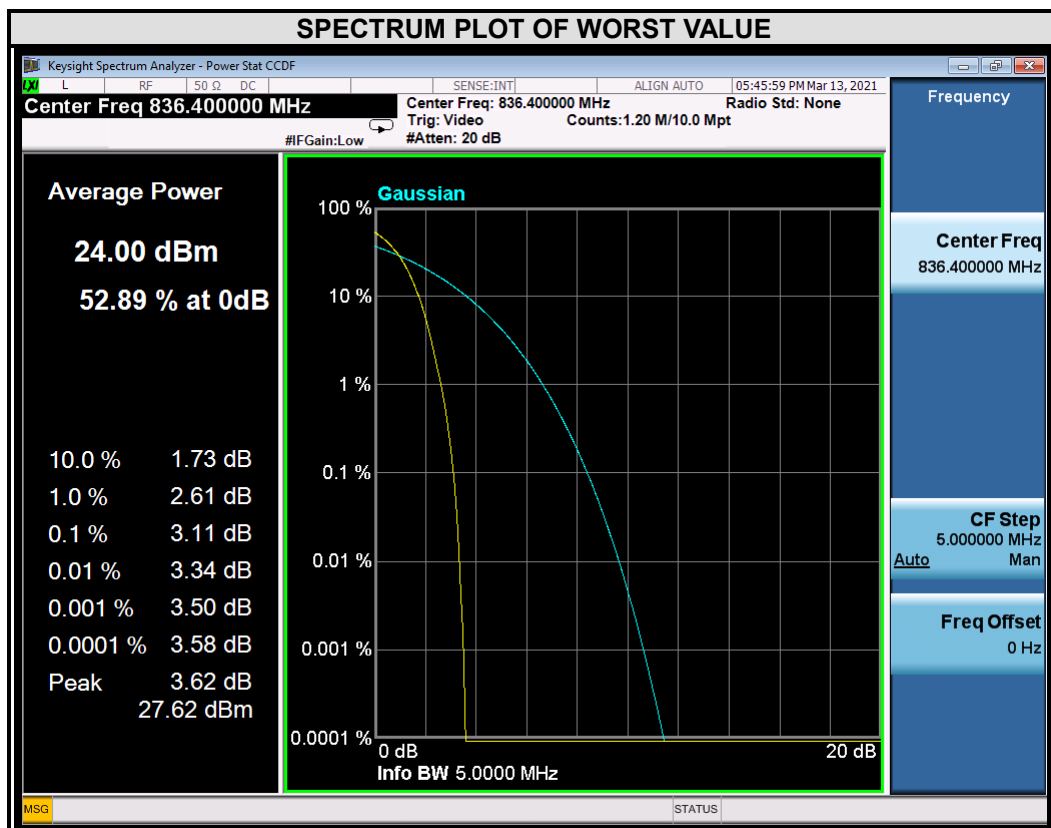 SPECTRUM PLOT OF WORST VALUE
Keysight Spectrum Analyzer - Power Stat CCDF
LXI L RF 50 Ω DC SENSE:INT ALIGN AUTO 05:45:59 PM Mar 13, 2021
Center Freq 836.400000 MHz
#IFGain:Low
Center Freq: 836.400000 MHz
Radio Std: None
Trig: Video
Counts:1.20 M/10.0 Mpt
#Atten: 20 dB
Average Power
24.00 dBm
52.89 % at 0dB
10.0 % 1.73 dB
1.0 % 2.61 dB
0.1 % 3.11 dB
0.01 % 3.34 dB
0.001 % 3.50 dB
0.0001 % 3.58 dB
Peak 3.62 dB
27.62 dBm
Gaussian
100 %
10 %
1 %
0.1 %
0.01 %
0.001 %
0.0001 %
0 dB
20 dB
Info BW 5.0000 MHz
Frequency
Center Freq
836.400000 MHz
CF Step
5.000000 MHz
Auto Man
Freq Offset
0 Hz
MSG
STATUS